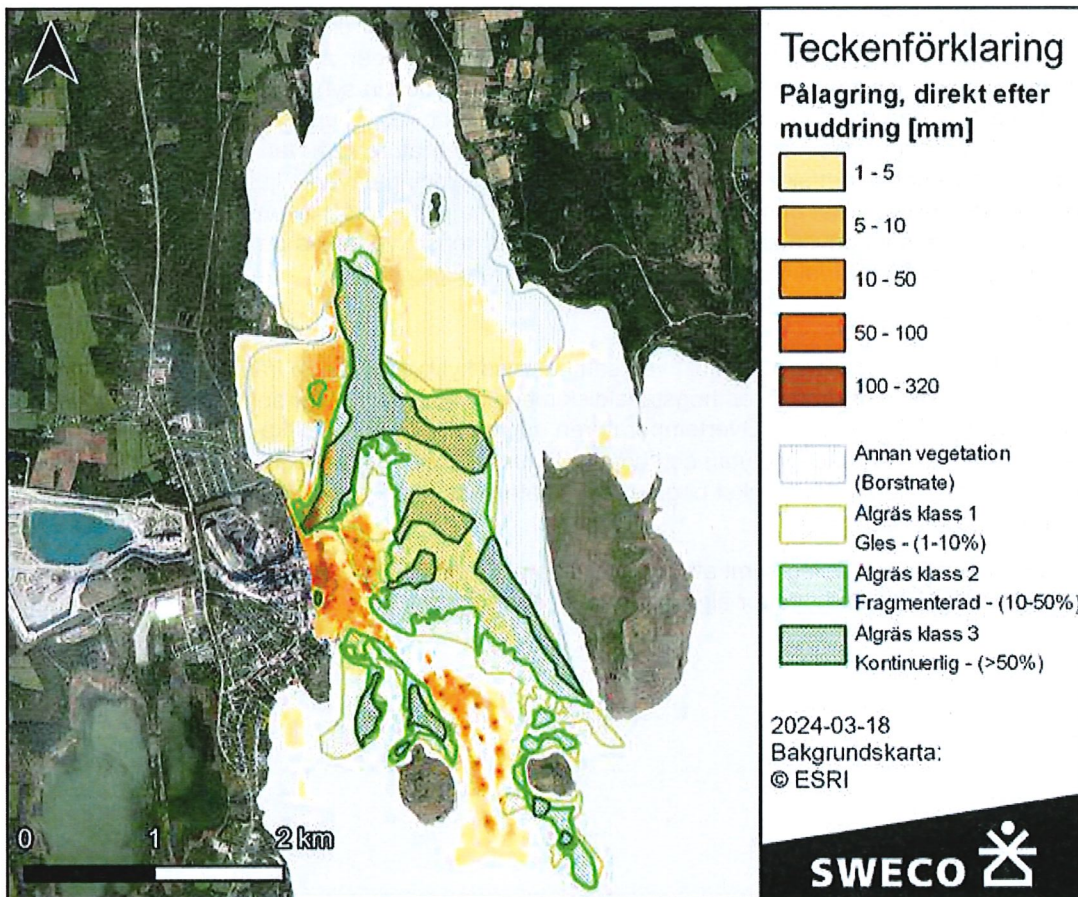 Teckenförklaring
Pålagring, direkt efter
muddring [mm]
1 - 5
5 - 10
10 - 50
50 - 100
100 - 320
Annan vegetation
(Borstnate)
Ålgräs klass 1
Gles - (1-10%)
Ålgräs klass 2
Fragmenterad - (10-50%)
Ålgräs klass 3
Kontinuerlig - (>50%)
2024-03-18
Bakgrundskarta:
© ESRI
0 1 2 km
SWECO